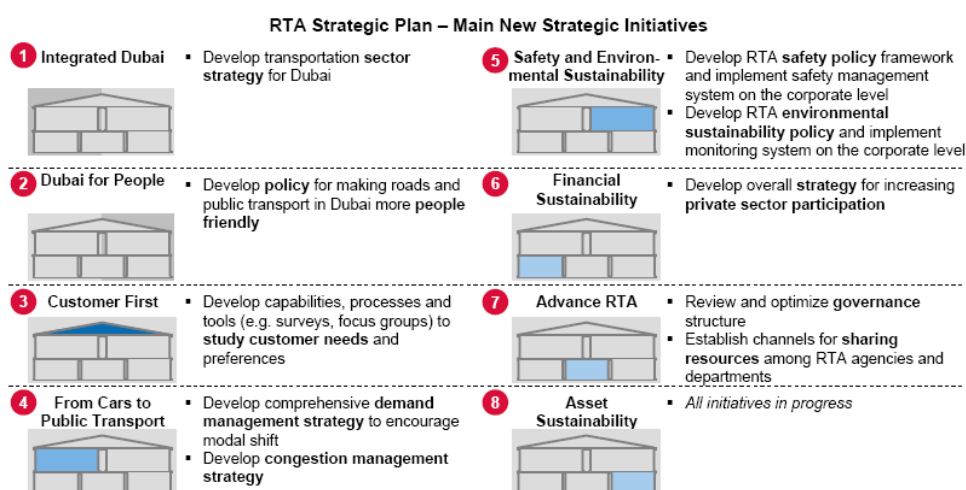 RTA Strategic Plan – Main New Strategic Initiatives
1 Integrated Dubai
▪ Develop transportation sector
strategy for Dubai
2 Dubai for People
▪ Develop policy for making roads and
public transport in Dubai more people
friendly
3 Customer First
▪ Develop capabilities, processes and
tools (e.g. surveys, focus groups) to
study customer needs and
preferences
4 From Cars to
Public Transport
▪ Develop comprehensive demand
management strategy to encourage
modal shift
▪ Develop congestion management
strategy
5 Safety and Environ-
mental Sustainability
▪ Develop RTA safety policy framework
and implement safety management
system on the corporate level
▪ Develop RTA environmental
sustainability policy and implement
monitoring system on the corporate level
6 Financial
Sustainability
▪ Develop overall strategy for increasing
private sector participation
7 Advance RTA
▪ Review and optimize governance
structure
▪ Establish channels for sharing
resources among RTA agencies and
departments
8 Asset
Sustainability
▪ All initiatives in progress